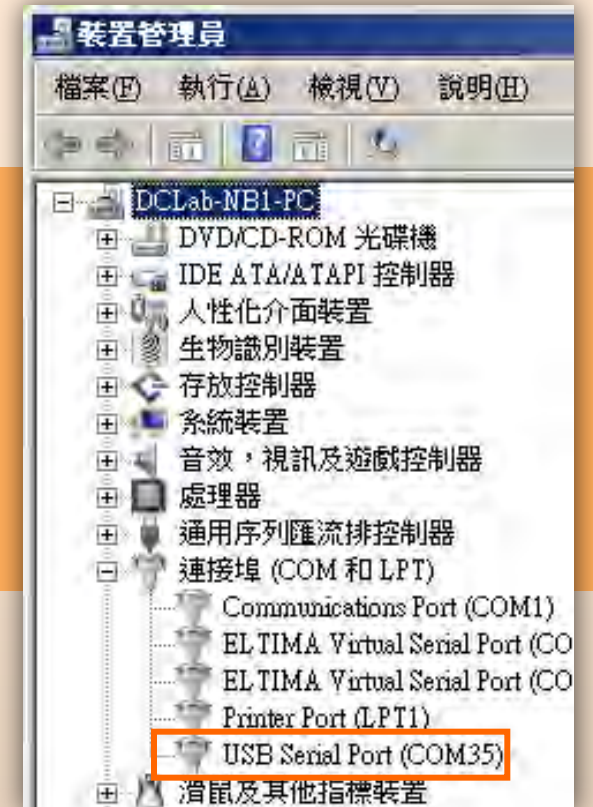 裝置管理員
檔案(F) 執行(A) 檢視(V) 說明(H)
DCLab-NB1-PC
DVD/CD-ROM 光碟機
IDE ATA/ATAPI 控制器
人性化介面裝置
生物識別裝置
存放控制器
系統裝置
音效，視訊及遊戲控制器
處理器
通用序列匯流排控制器
連接埠 (COM 和 LPT)
Communications Port (COM1)
ELTIMA Virtual Serial Port (CO
ELTIMA Virtual Serial Port (CO
Printer Port (LPT1)
USB Serial Port (COM35)
滑鼠及其他指標裝置